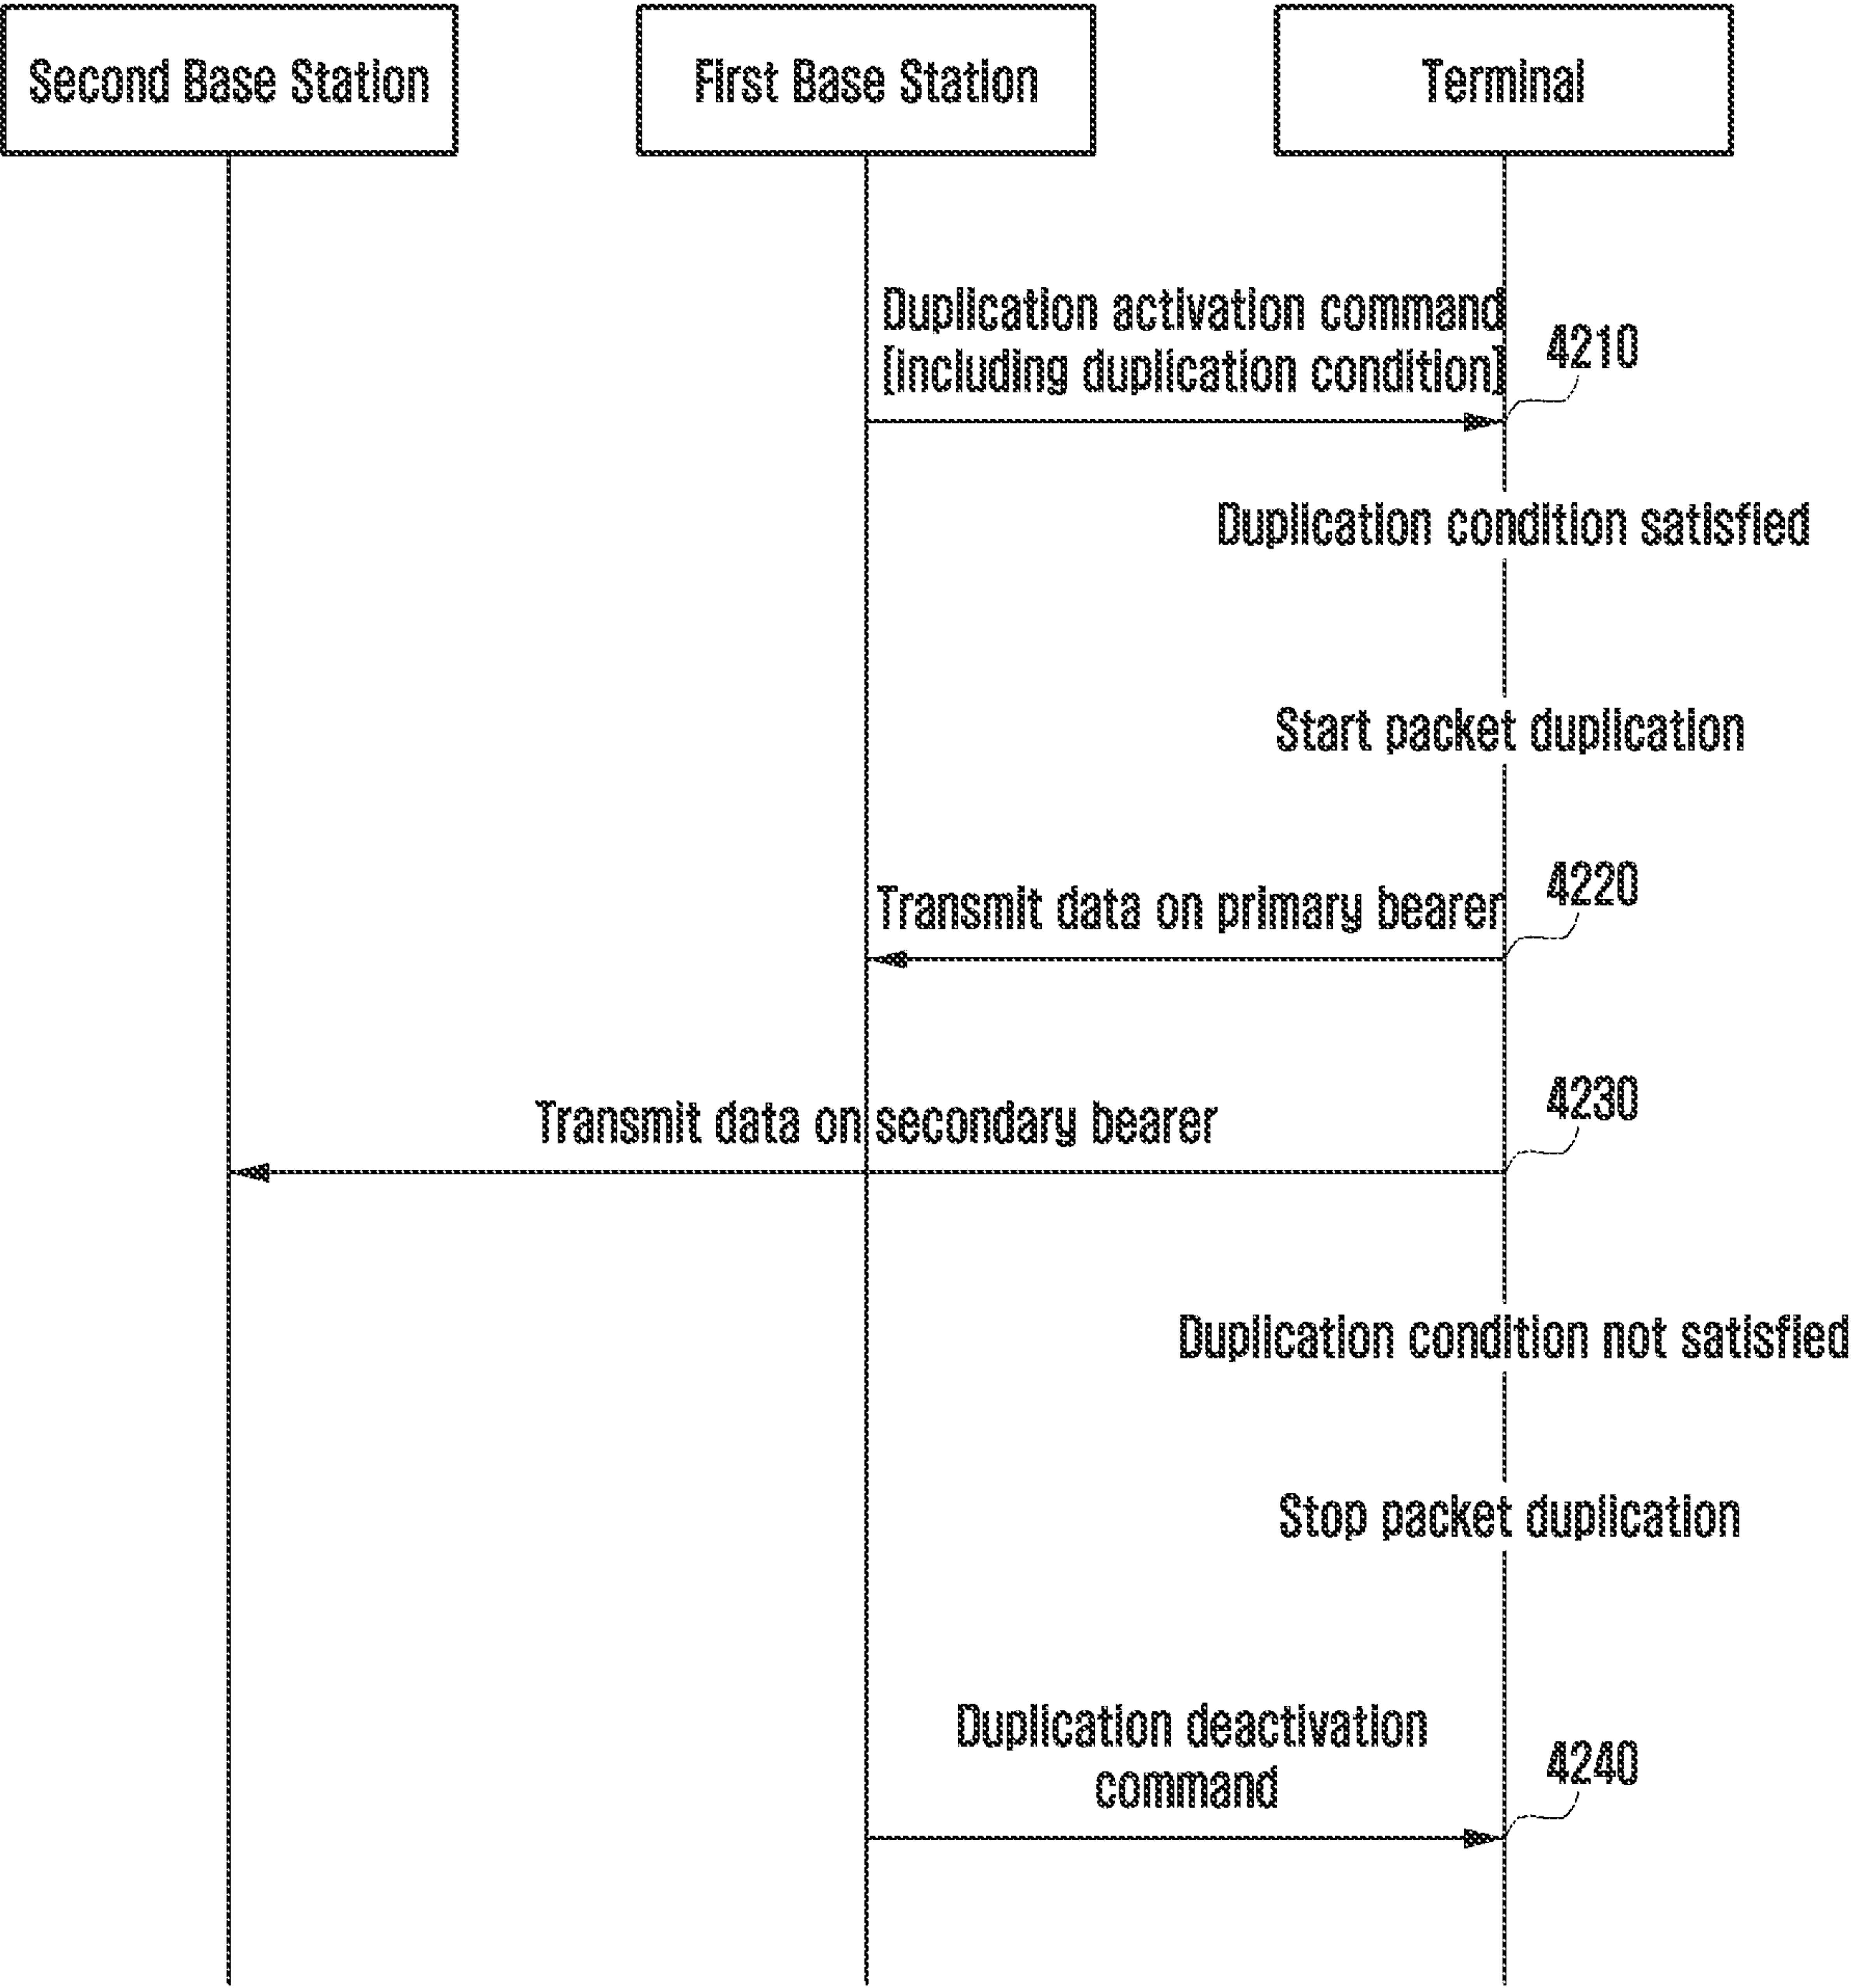 Second Base Station
First Base Station
Terminal
Duplication activation command
[including duplication condition]
4210
Duplication condition satisfied
Start packet duplication
4220
Transmit data on primary bearer
4230
Transmit data on secondary bearer
Duplication condition not satisfied
Stop packet duplication
Duplication deactivation
command
4240